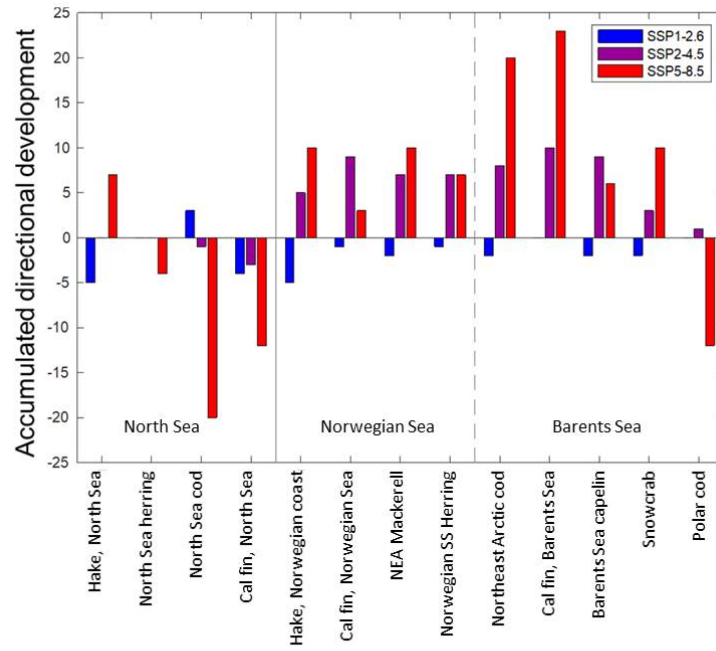 Accumulated directional development
25
20
15
10
5
0
-5
-10
-15
-20
-25
SSP1-2.6
SSP2-4.5
SSP5-8.5
North Sea
Norwegian Sea
Barents Sea
Hake, North Sea
North Sea herring
North Sea cod
Cal fin, North Sea
Hake, Norwegian coast
Cal fin, Norwegian Sea
NEA Mackerell
Norwegian SS Herring
Northeast Arctic cod
Cal fin, Barents Sea
Barents Sea capelin
Snowcrab
Polar cod